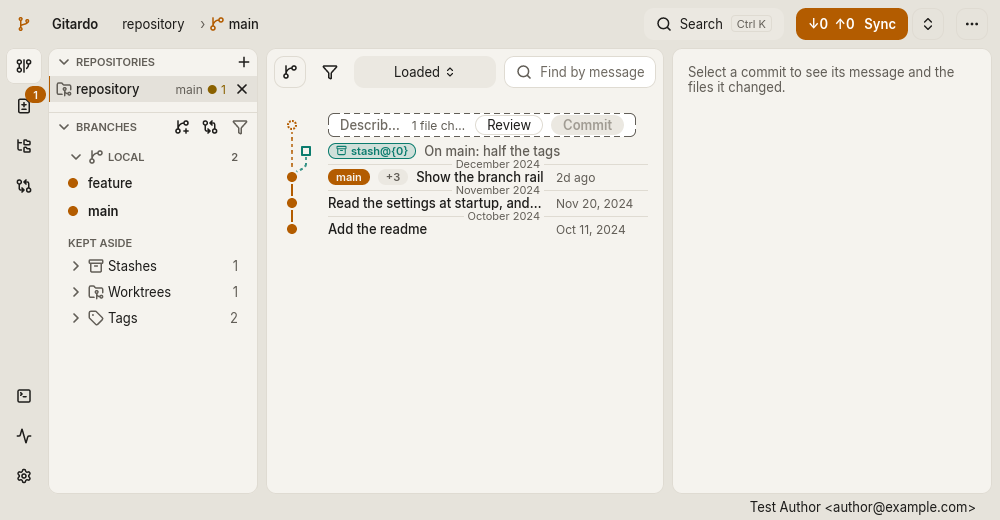 Gitardo repository › main Search Ctrl K ↓0 ↑0 Sync
REPOSITORIES
repository main 1
1
BRANCHES
LOCAL 2
feature
main
KEPT ASIDE
Stashes 1
Worktrees 1
Tags 2
Loaded Find by message
Describ... 1 file ch... Review Commit
stash@{0} On main: half the tags
December 2024
main +3 Show the branch rail 2d ago
November 2024
Read the settings at startup, and... Nov 20, 2024
October 2024
Add the readme Oct 11, 2024
Select a commit to see its message and the
files it changed.
Test Author <author@example.com>